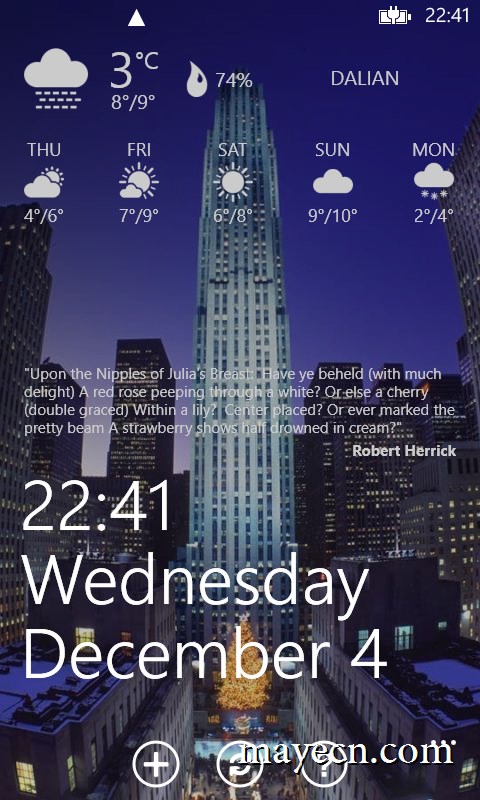 22:41
3°C
8°/9°
74%
DALIAN
THU FRI SAT SUN MON
4°/6° 7°/9° 6°/8° 9°/10° 2°/4°
"Upon the Nipples of Julia's Breast:  Have ye beheld (with much
delight) A red rose peeping through a white? Or else a cherry
(double graced) Within a lily?  Center placed? Or ever marked the
pretty beam A strawberry shows half drowned in cream?"
Robert Herrick
22:41
Wednesday
December 4
mayecn.com
?